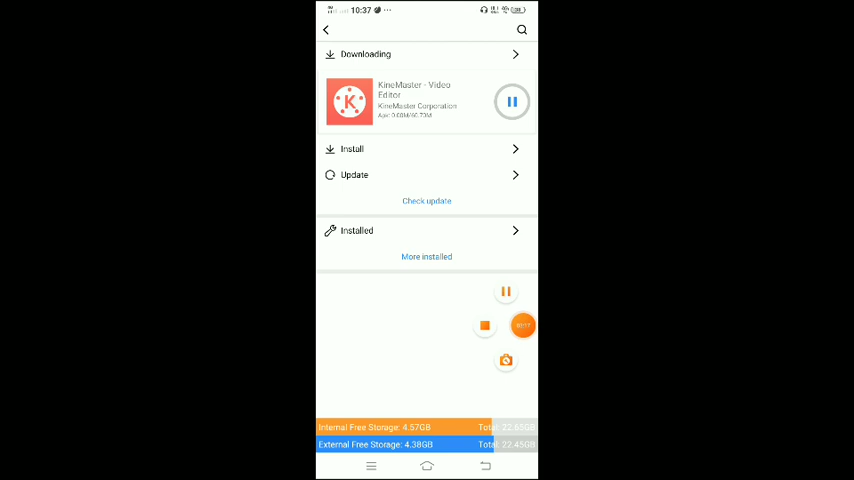 10:37
Downloading
KineMaster - Video
Editor
KineMaster Corporation
Install
Update
Check update
Installed
More installed
Internal Free Storage: 4.57GB Total: 22.65GB
External Free Storage: 4.38GB Total: 22.45GB